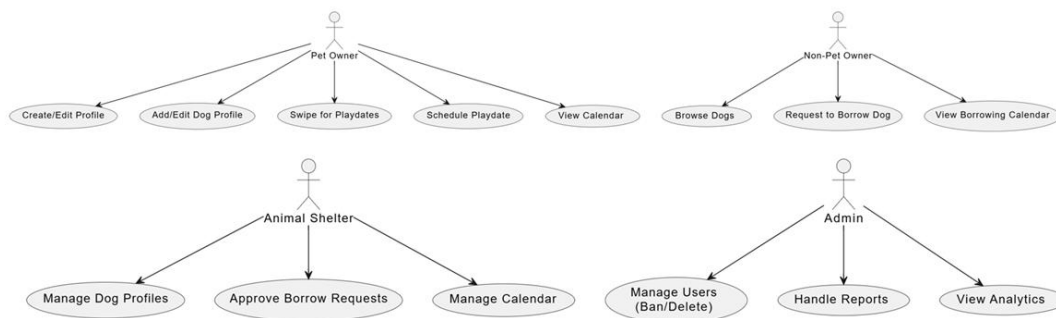 Pet Owner
Non-Pet Owner
Create/Edit Profile
Add/Edit Dog Profile
Swipe for Playdates
Schedule Playdate
View Calendar
Browse Dogs
Request to Borrow Dog
View Borrowing Calendar
Animal Shelter
Admin
Manage Dog Profiles
Approve Borrow Requests
Manage Calendar
Manage Users
(Ban/Delete)
Handle Reports
View Analytics